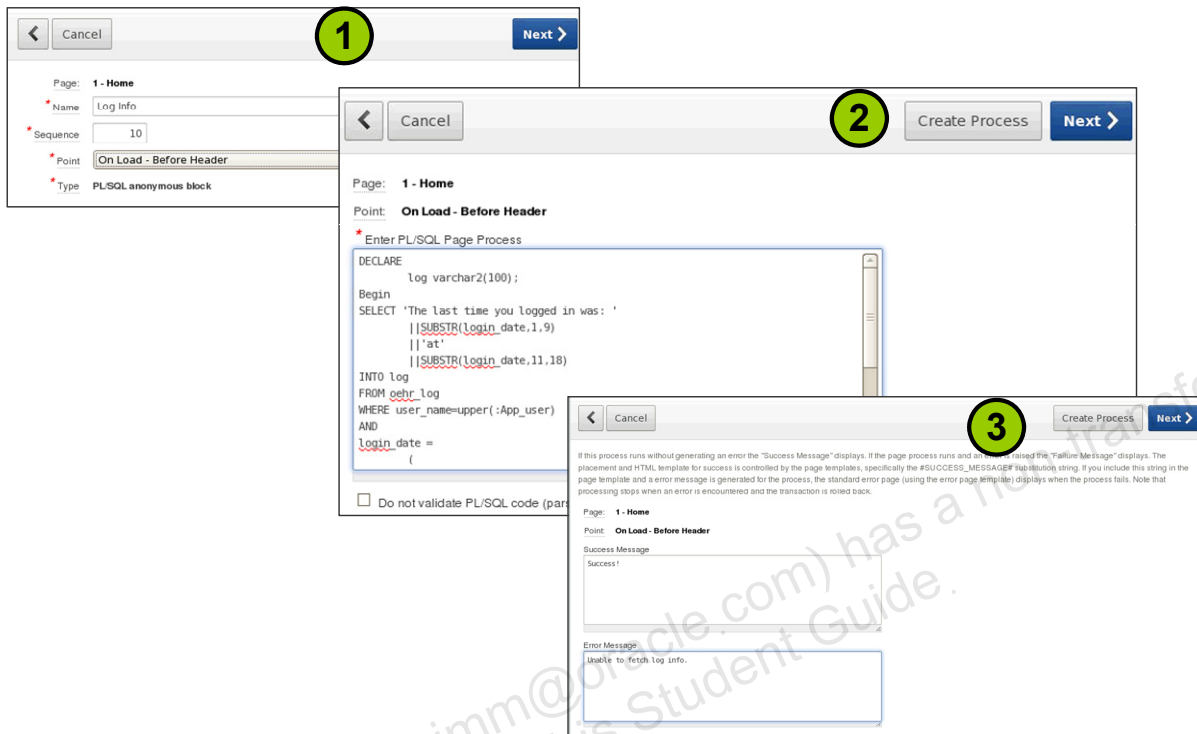 Cancel
1
Next
Page: 1 - Home
* Name Log Info
* Sequence 10
* Point On Load - Before Header
* Type PL/SQL anonymous block
Cancel
2
Create Process
Next
Page: 1 - Home
Point: On Load - Before Header
* Enter PL/SQL Page Process
DECLARE
log varchar2(100);
Begin
SELECT 'The last time you logged in was: '
||SUBSTR(login_date,1,9)
||'at'
||SUBSTR(login_date,11,18)
INTO log
FROM oehr_log
WHERE user_name=upper(:App_user)
AND
login_date =
(
Do not validate PL/SQL code (pars
Cancel
3
Create Process
Next
If this process runs without generating an error the "Success Message" displays. If the page process runs and an error is raised the "Failure Message" displays. The
placement and HTML template for success is controlled by the page templates, specifically the #SUCCESS_MESSAGE# substitution string. If you include this string in the
page template and a error message is generated for the process, the standard error page (using the error page template) displays when the process fails. Note that
processing stops when an error is encountered and the transaction is rolled back.
Page: 1 - Home
Point: On Load - Before Header
Success Message
Success!
Error Message
Unable to fetch log info.
has a non-transfe
oracle.com)
Student Guide.